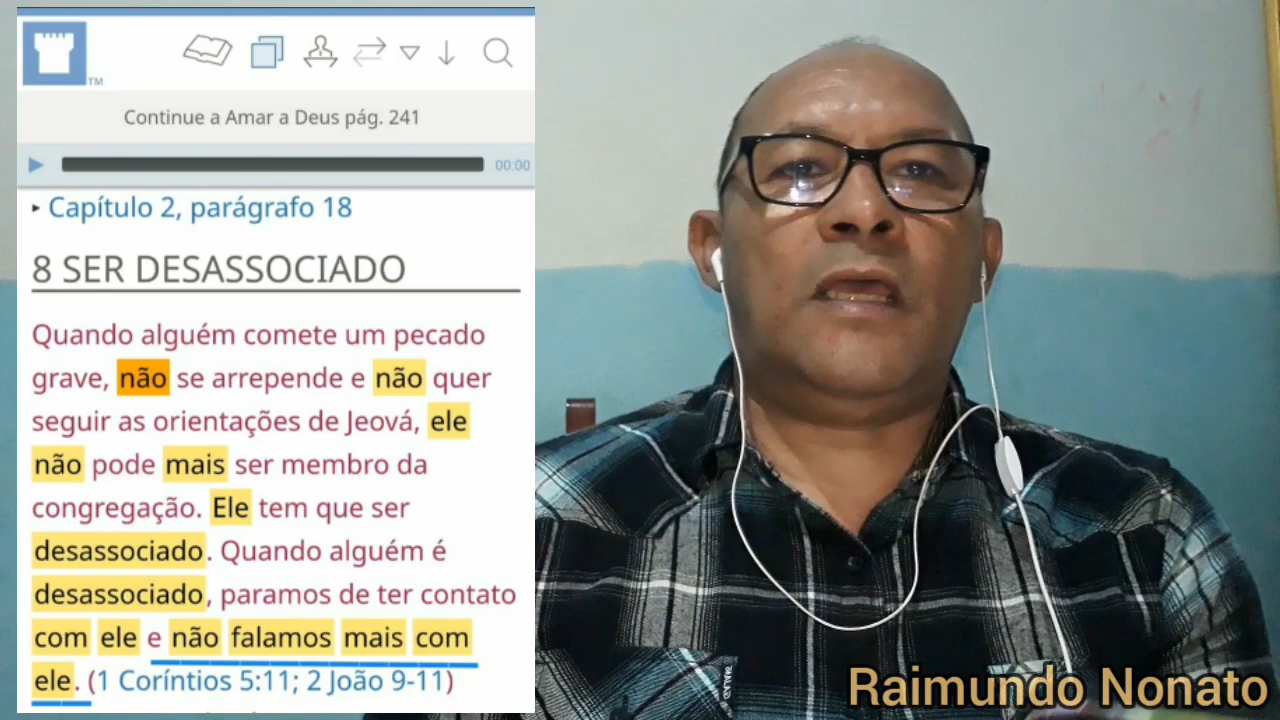 TM
Continue a Amar a Deus pág. 241
00:00
Capítulo 2, parágrafo 18
8 SER DESASSOCIADO
Quando alguém comete um pecado
grave, não se arrepende e não quer
seguir as orientações de Jeová, ele
não pode mais ser membro da
congregação. Ele tem que ser
desassociado. Quando alguém é
desassociado, paramos de ter contato
com ele e não falamos mais com
ele. (1 Coríntios 5:11; 2 João 9-11)
Raimundo Nonato